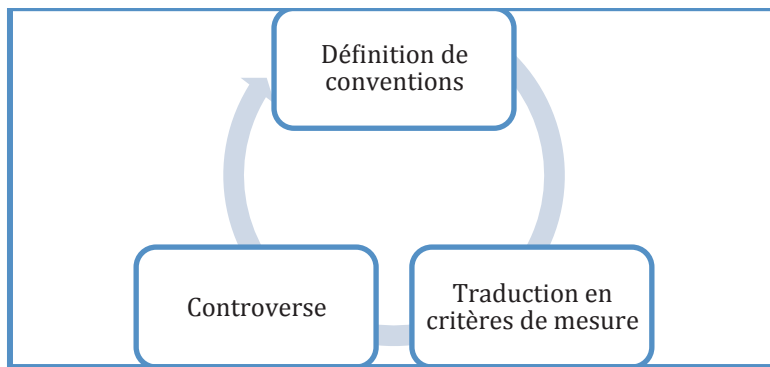 Définition de
conventions
Controverse
Traduction en
critères de mesure